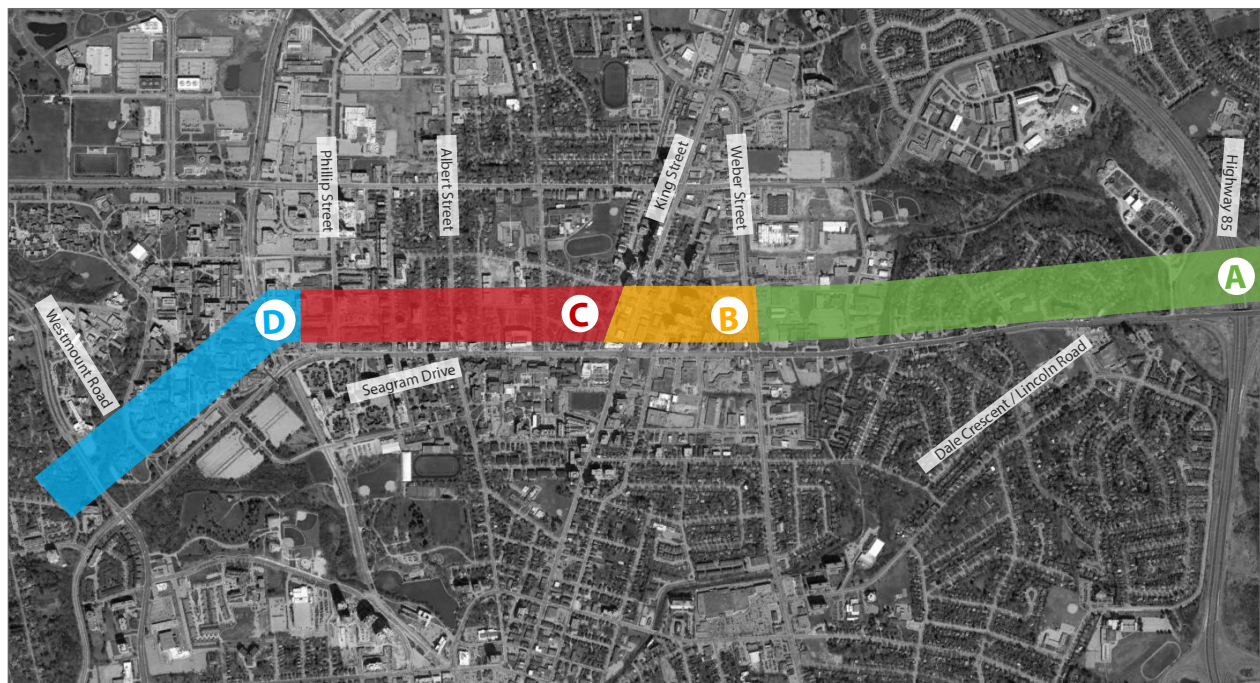 Phillip Street
Albert Street
King Street
Weber Street
Highway 85
A
B
C
D
Westmount Road
Seagram Drive
Dale Crescent / Lincoln Road